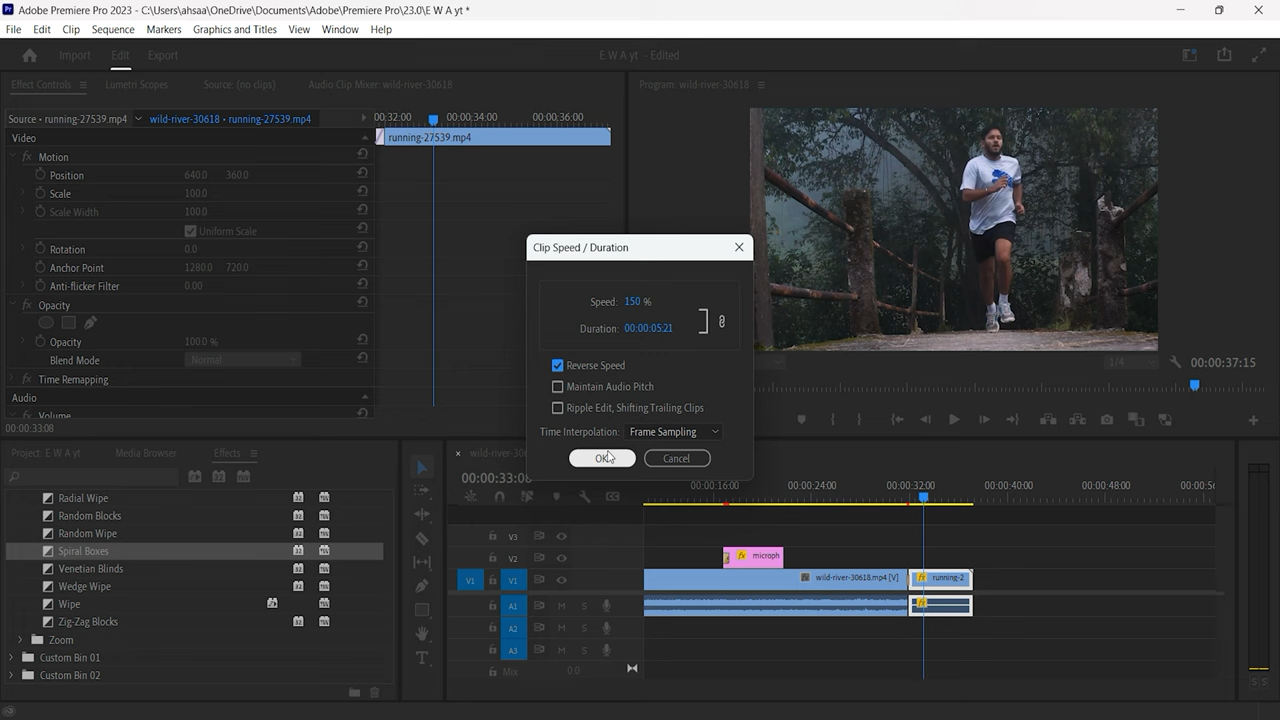 Adobe Premiere Pro 2023 - C:\Users\ahsaa\OneDrive\Documents\Adobe\Premiere Pro\23.0\E W A yt *
File Edit Clip Sequence Markers Graphics and Titles View Window Help
Import Edit Export
E W A yt - Edited
Effect Controls Lumetri Scopes Source: (no clips) Audio Clip Mixer: wild-river-30618
Program: wild-river-30618
Source • running-27539.mp4 wild-river-30618 • running-27539.mp4
00:32:00 00:00:34:00 00:00:36:00
Video
running-27539.mp4
fx Motion
Position 640.0 360.0
Scale 100.0
Scale Width 100.0
Uniform Scale
Rotation 0.0
Anchor Point 1280.0 720.0
Anti-flicker Filter 0.00
fx Opacity
Opacity 100.0 %
Blend Mode Normal
fx Time Remapping
Audio
fx Volume
00:00:33:08
Clip Speed / Duration
Speed: 150 %
Duration: 00:00:05:21
Reverse Speed
Maintain Audio Pitch
Ripple Edit, Shifting Trailing Clips
Time Interpolation: Frame Sampling
OK Cancel
1/4 00:00:37:15
Project: E W A yt Media Browser Effects
Radial Wipe
Random Blocks
Random Wipe
Spiral Boxes
Venetian Blinds
Wedge Wipe
Wipe
Zig-Zag Blocks
Zoom
Custom Bin 01
Custom Bin 02
00:00:33:08
00:00:16:00 00:00:24:00 00:00:32:00 00:00:40:00 00:00:48:00
V3
V2 fx microph
V1 V1 fx wild-river-30618.mp4 [V] fx running-2
A1 M S fx
A2 M S
A3 M S
Mix 0.0
S S